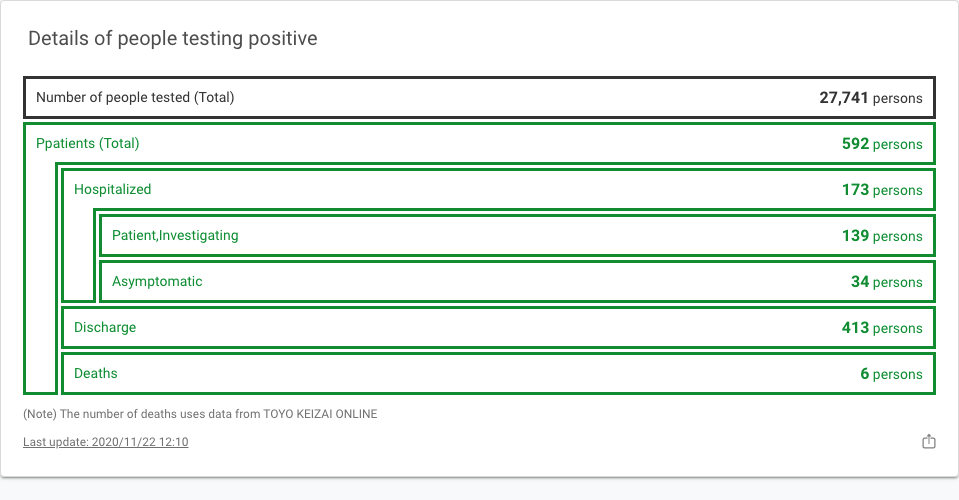 Details of people testing positive
Number of people tested (Total) 27,741 persons
Ppatients (Total) 592 persons
Hospitalized 173 persons
Patient,Investigating 139 persons
Asymptomatic 34 persons
Discharge 413 persons
Deaths 6 persons
(Note) The number of deaths uses data from TOYO KEIZAI ONLINE
Last update: 2020/11/22 12:10